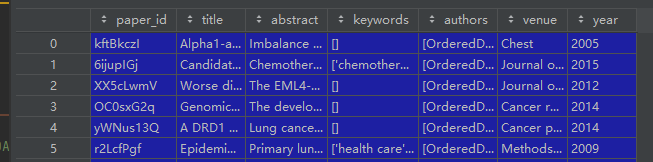 paper_id title abstract keywords authors venue year
0 kftBkczI Alpha1-a... Imbalance ... [] [OrderedD... Chest 2005
1 6ijupIGj Candidat... Chemother... ['chemother... [OrderedD... Journal o... 2015
2 XX5cLwmV Worse di... The EML4-... [] [OrderedD... Journal o... 2012
3 OC0sxG2q Genomic... The develo... [] [OrderedD... Cancer r... 2014
4 yWNus13Q A DRD1 ... Lung cance... [] [OrderedD... Cancer p... 2014
5 r2LcfPgf Epidemi... Primary lun... ['health care'... [OrderedD... Methods... 2009